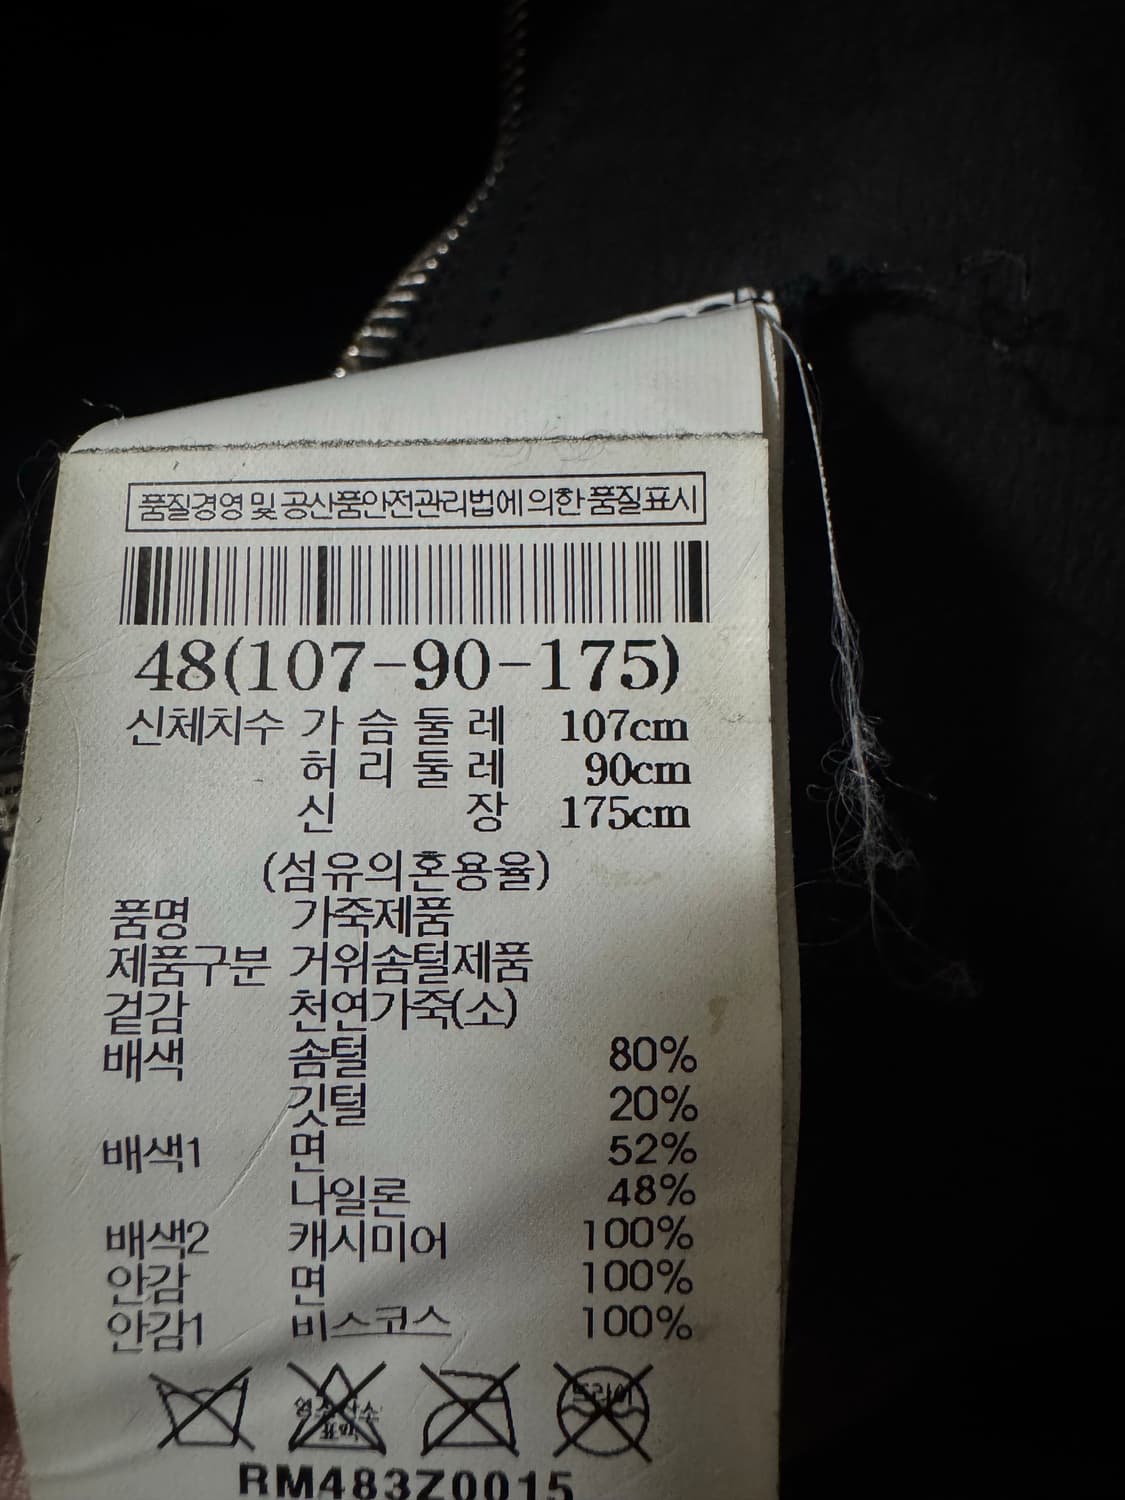 품질경영 및 공산품안전관리법에 의한 품질표시
48(107-90-175)
신체치수 가슴둘레 107cm
허리둘레 90cm
신장 175cm
(섬유의혼용율)
품명 가죽제품
제품구분 거위솜털제품
겉감 천연가죽(소)
배색 솜털 80%
깃털 20%
배색1 면 52%
나일론 48%
배색2 캐시미어 100%
안감 면 100%
안감1 비스코스 100%
드라이
RM483Z0015